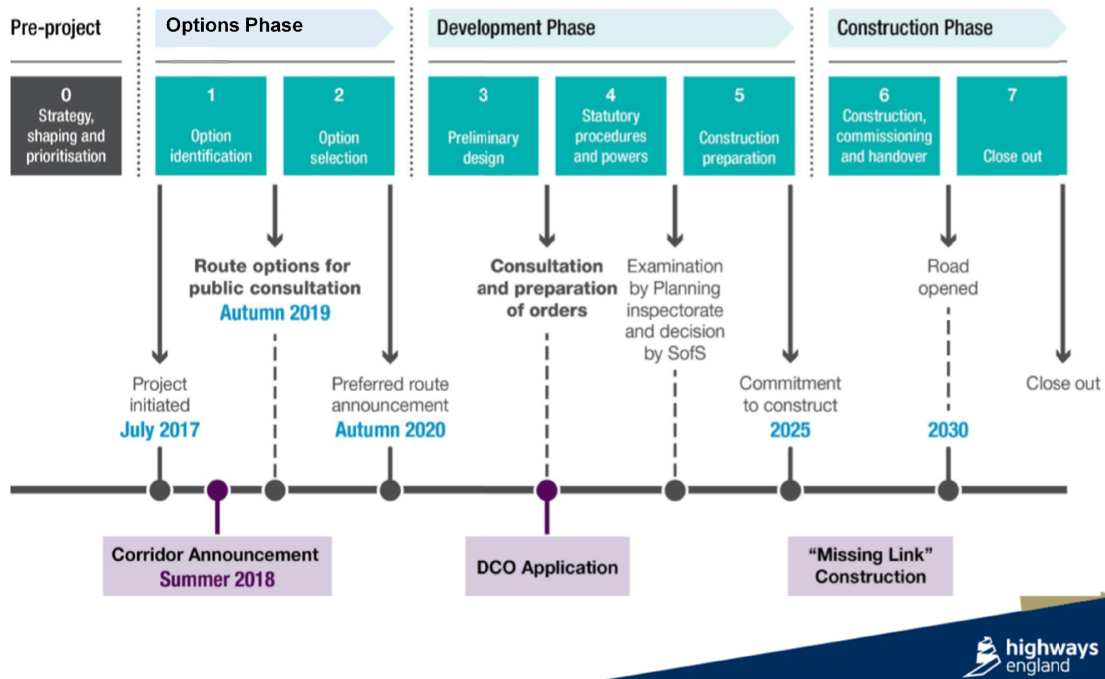 Pre-project
Options Phase
Development Phase
Construction Phase
0
Strategy,
shaping and
prioritisation
1
Option
identification
2
Option
selection
3
Preliminary
design
4
Statutory
procedures
and powers
5
Construction
preparation
6
Construction,
commissioning
and handover
7
Close out
Route options for
public consultation
Autumn 2019
Consultation
and preparation
of orders
Examination
by Planning
inspectorate
and decision
by SofS
Road
opened
Project
initiated
July 2017
Preferred route
announcement
Autumn 2020
Commitment
to construct
2025
2030
Close out
Corridor Announcement
Summer 2018
DCO Application
“Missing Link”
Construction
highways
england